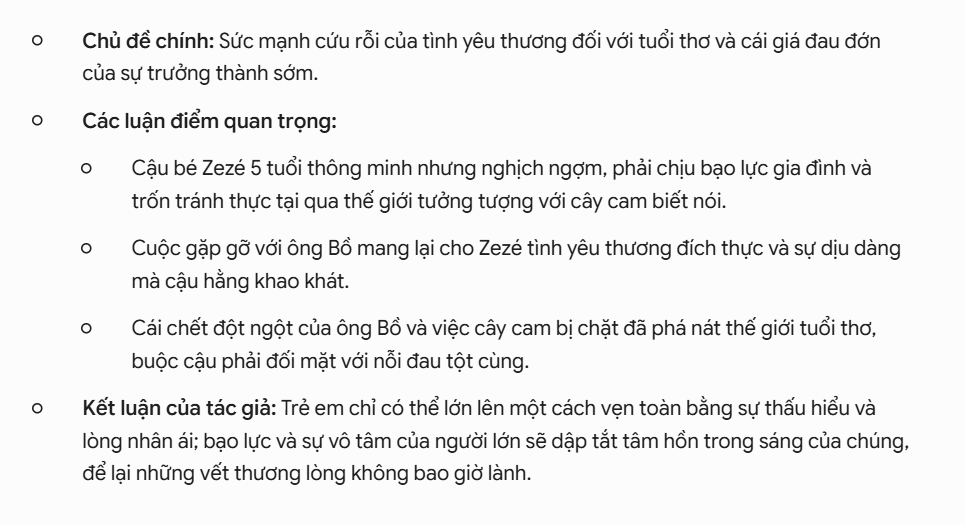 Chủ đề chính: Sức mạnh cứu rỗi của tình yêu thương đối với tuổi thơ và cái giá đau đớn
của sự trưởng thành sớm.
Các luận điểm quan trọng:
Cậu bé Zezé 5 tuổi thông minh nhưng nghịch ngợm, phải chịu bạo lực gia đình và
trốn tránh thực tại qua thế giới tưởng tượng với cây cam biết nói.
Cuộc gặp gỡ với ông Bồ mang lại cho Zezé tình yêu thương đích thực và sự dịu dàng
mà cậu hằng khao khát.
Cái chết đột ngột của ông Bồ và việc cây cam bị chặt đã phá nát thế giới tuổi thơ,
buộc cậu phải đối mặt với nỗi đau tột cùng.
Kết luận của tác giả: Trẻ em chỉ có thể lớn lên một cách vẹn toàn bằng sự thấu hiểu và
lòng nhân ái; bạo lực và sự vô tâm của người lớn sẽ dập tắt tâm hồn trong sáng của chúng,
để lại những vết thương lòng không bao giờ lành.